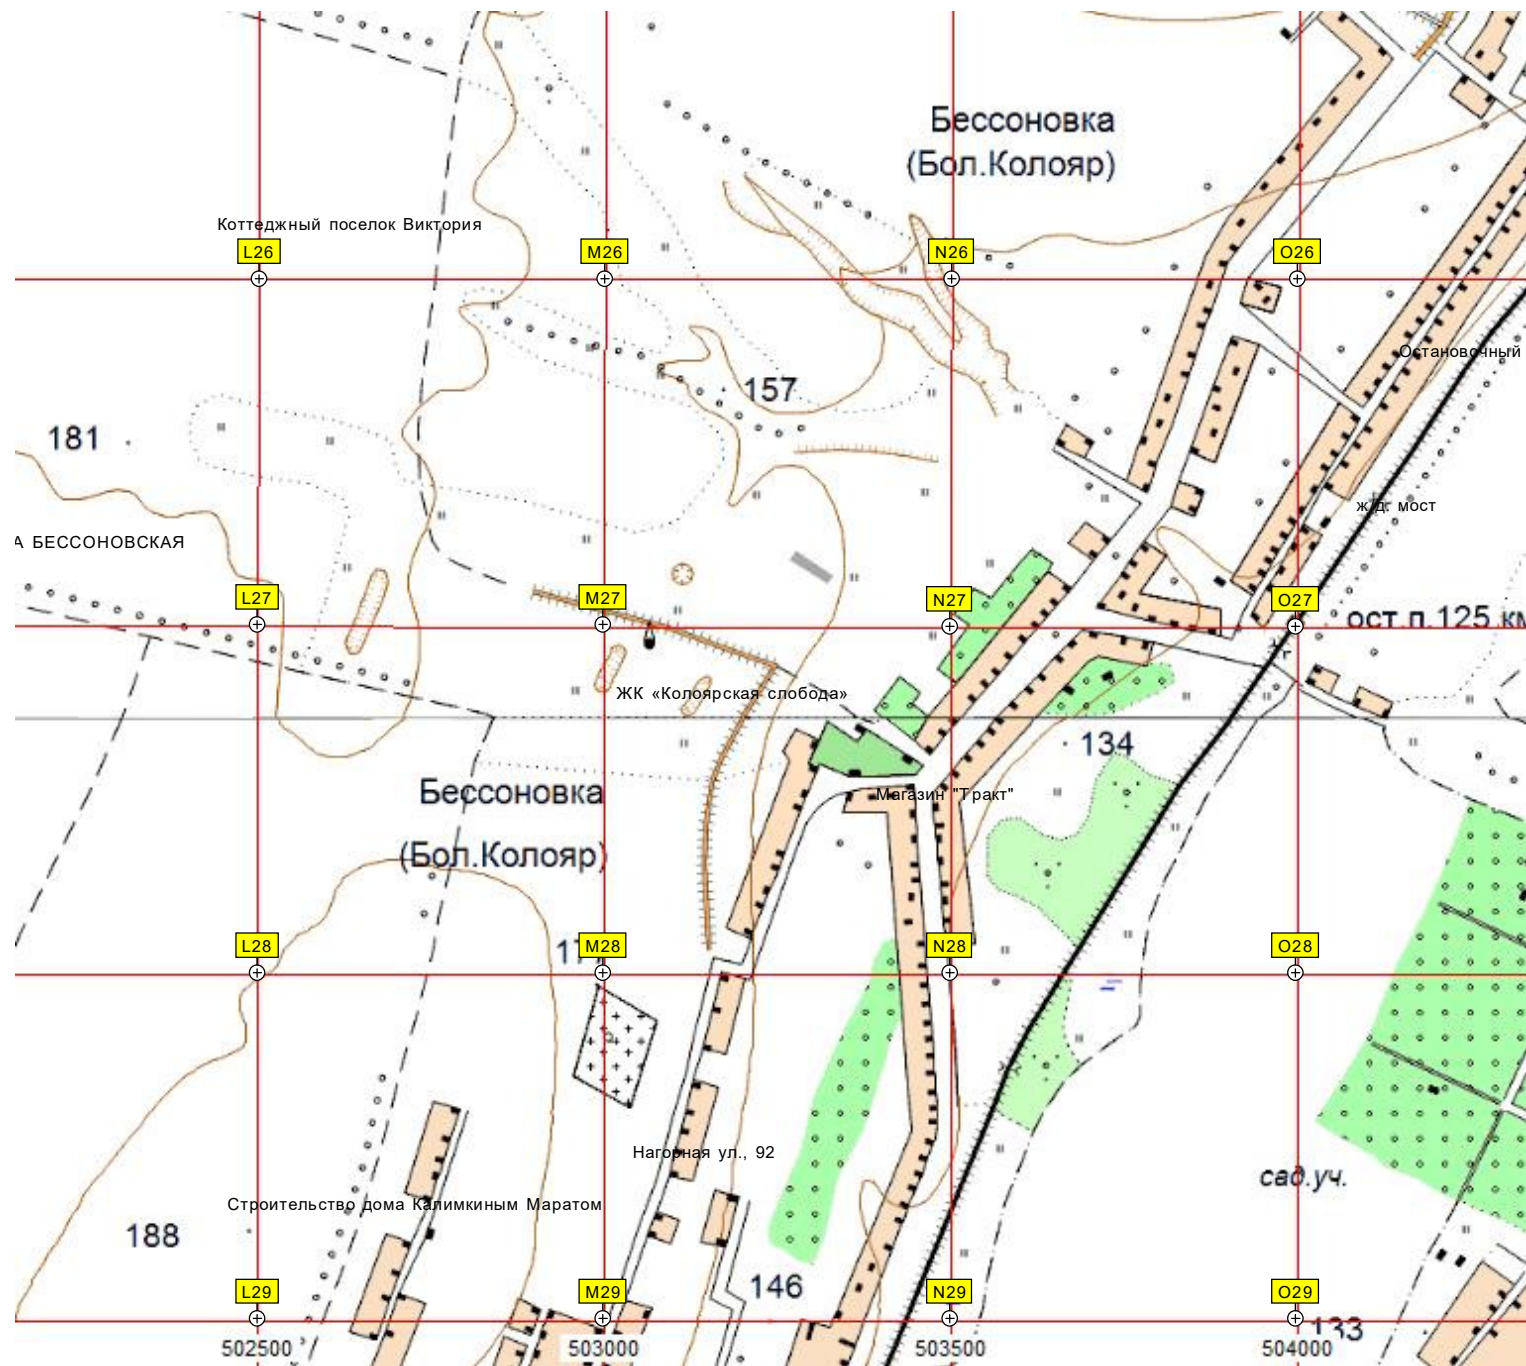 Бессоновка
(Бол.Колояр)
Коттеджный поселок Виктория
L26
M26
N26
O26
Остановочный
157
181
ж/д. мост
А БЕССОНОВСКАЯ
L27
M27
N27
O27
ост.п.125 км
ЖК «Колоярская слобода»
134
Бессоновка
Магазин "Тракт"
(Бол.Колояр)
L28
M28
N28
O28
Нагорная ул., 92
сад.уч.
Строительство дома Калимкиным Маратом
188
146
L29
M29
N29
O29
133
502500
503000
503500
504000